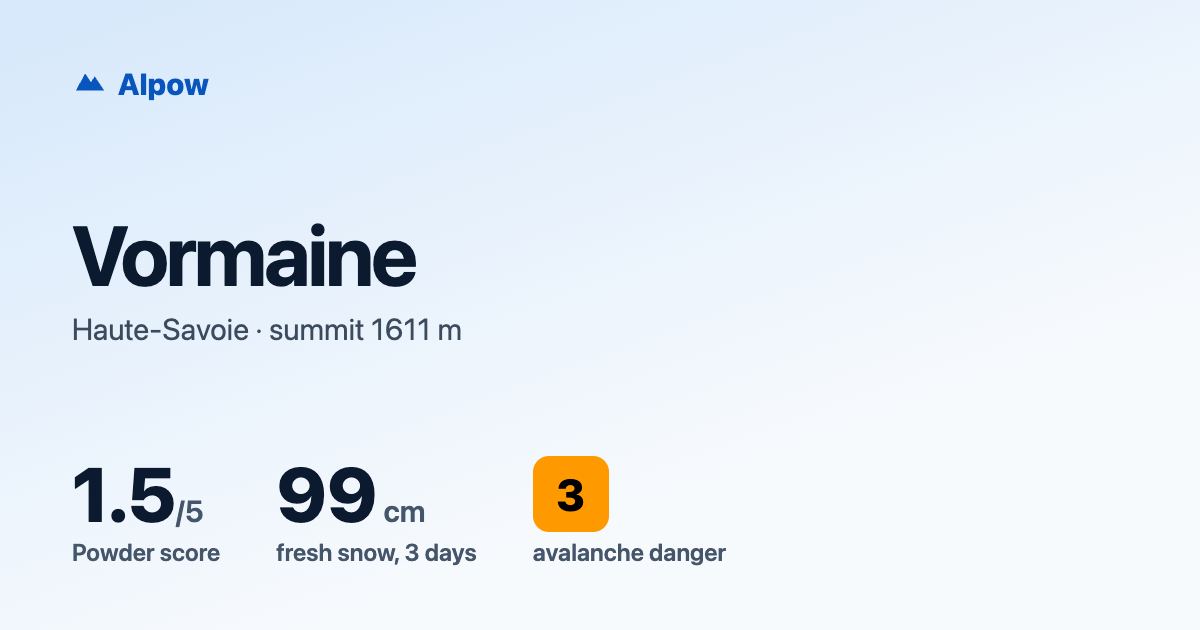 Alpow
Vormaine
Haute-Savoie · summit 1611 m
1.5/5
Powder score
99 cm
fresh snow, 3 days
3
avalanche danger